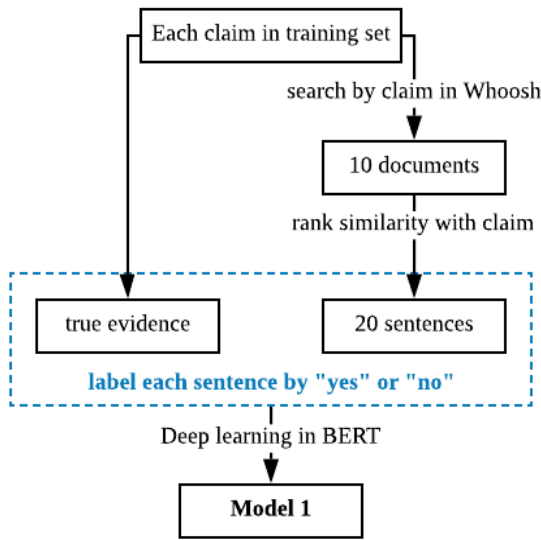 Each claim in training set
search by claim in Whoosh
10 documents
rank similarity with claim
true evidence
20 sentences
label each sentence by "yes" or "no"
Deep learning in BERT
Model 1